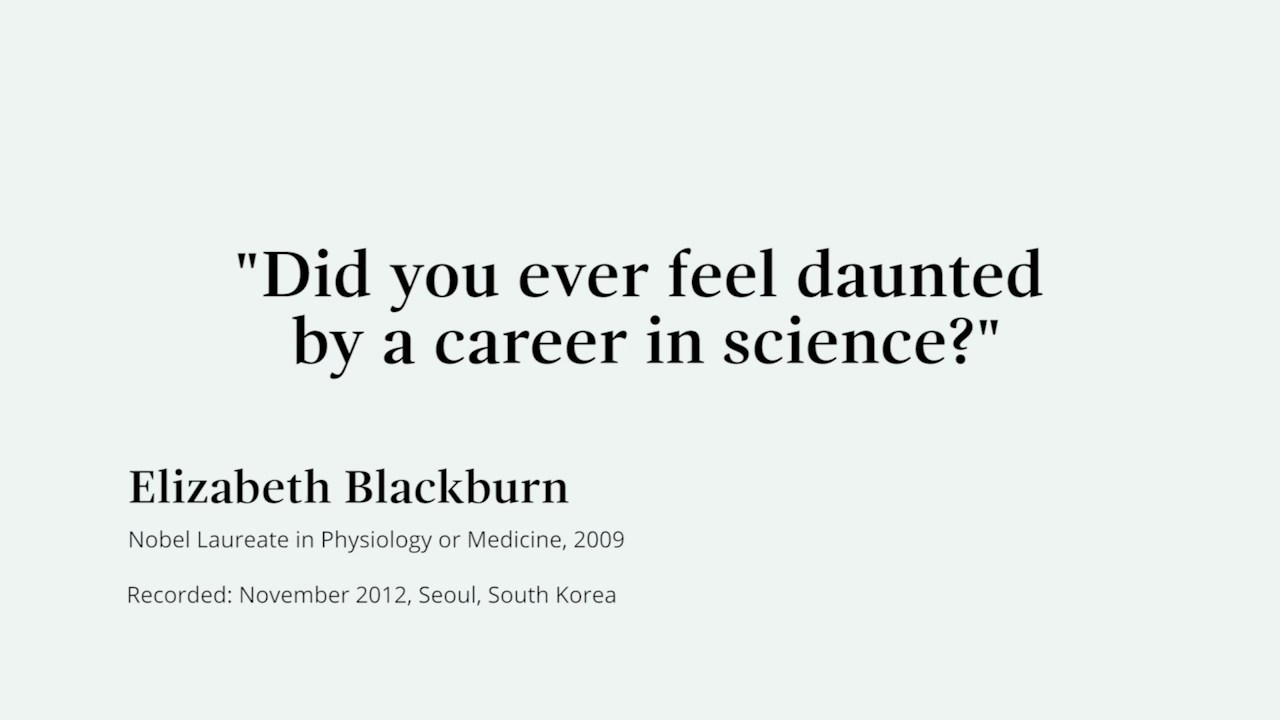 "Did you ever feel daunted
by a career in science?"
Elizabeth Blackburn
Nobel Laureate in Physiology or Medicine, 2009
Recorded: November 2012, Seoul, South Korea